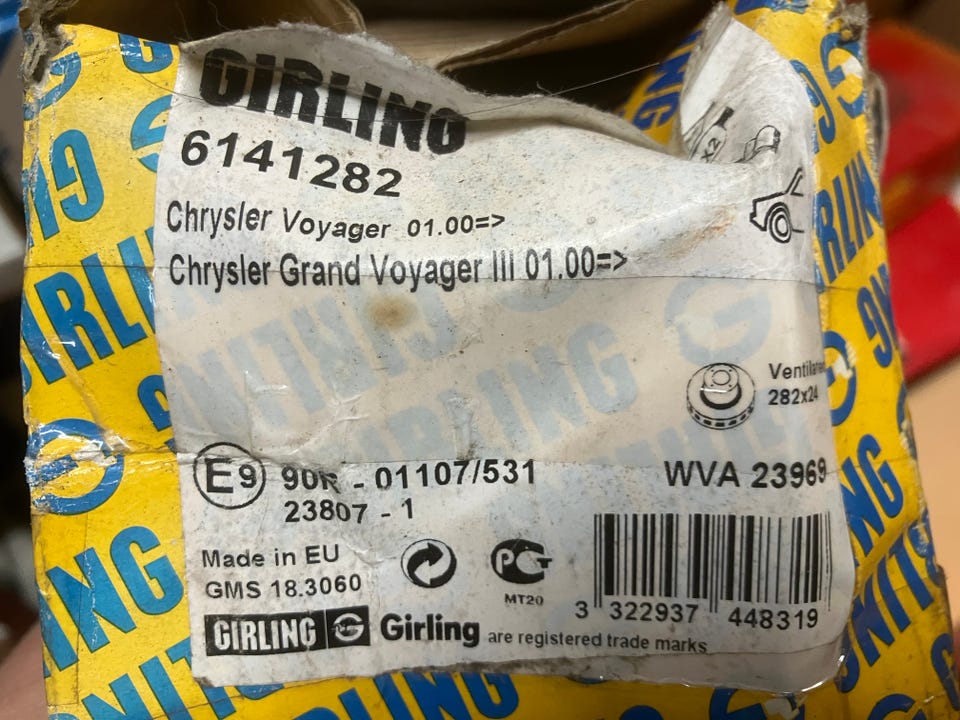 GIRLING
6141282
Chrysler Voyager 01.00=>
Chrysler Grand Voyager III 01.00=>
Ventilated
282x24
E9 90R - 01107/531
23807 - 1
WVA 23969
Made in EU
GMS 18.3060
MT20
3 322937 448319
GIRLING G Girling are registered trade marks